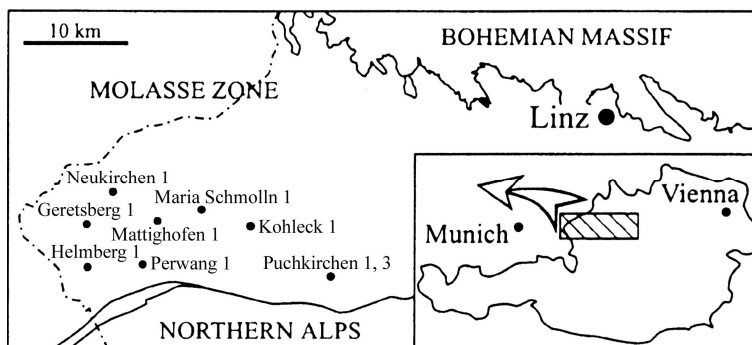 10 km
BOHEMIAN MASSIF
MOLASSE ZONE
Linz
Neukirchen 1
Maria Schmolln 1
Geretsberg 1
Mattighofen 1
Kohleck 1
Helmberg 1
Perwang 1
Puchkirchen 1, 3
NORTHERN ALPS
Vienna
Munich